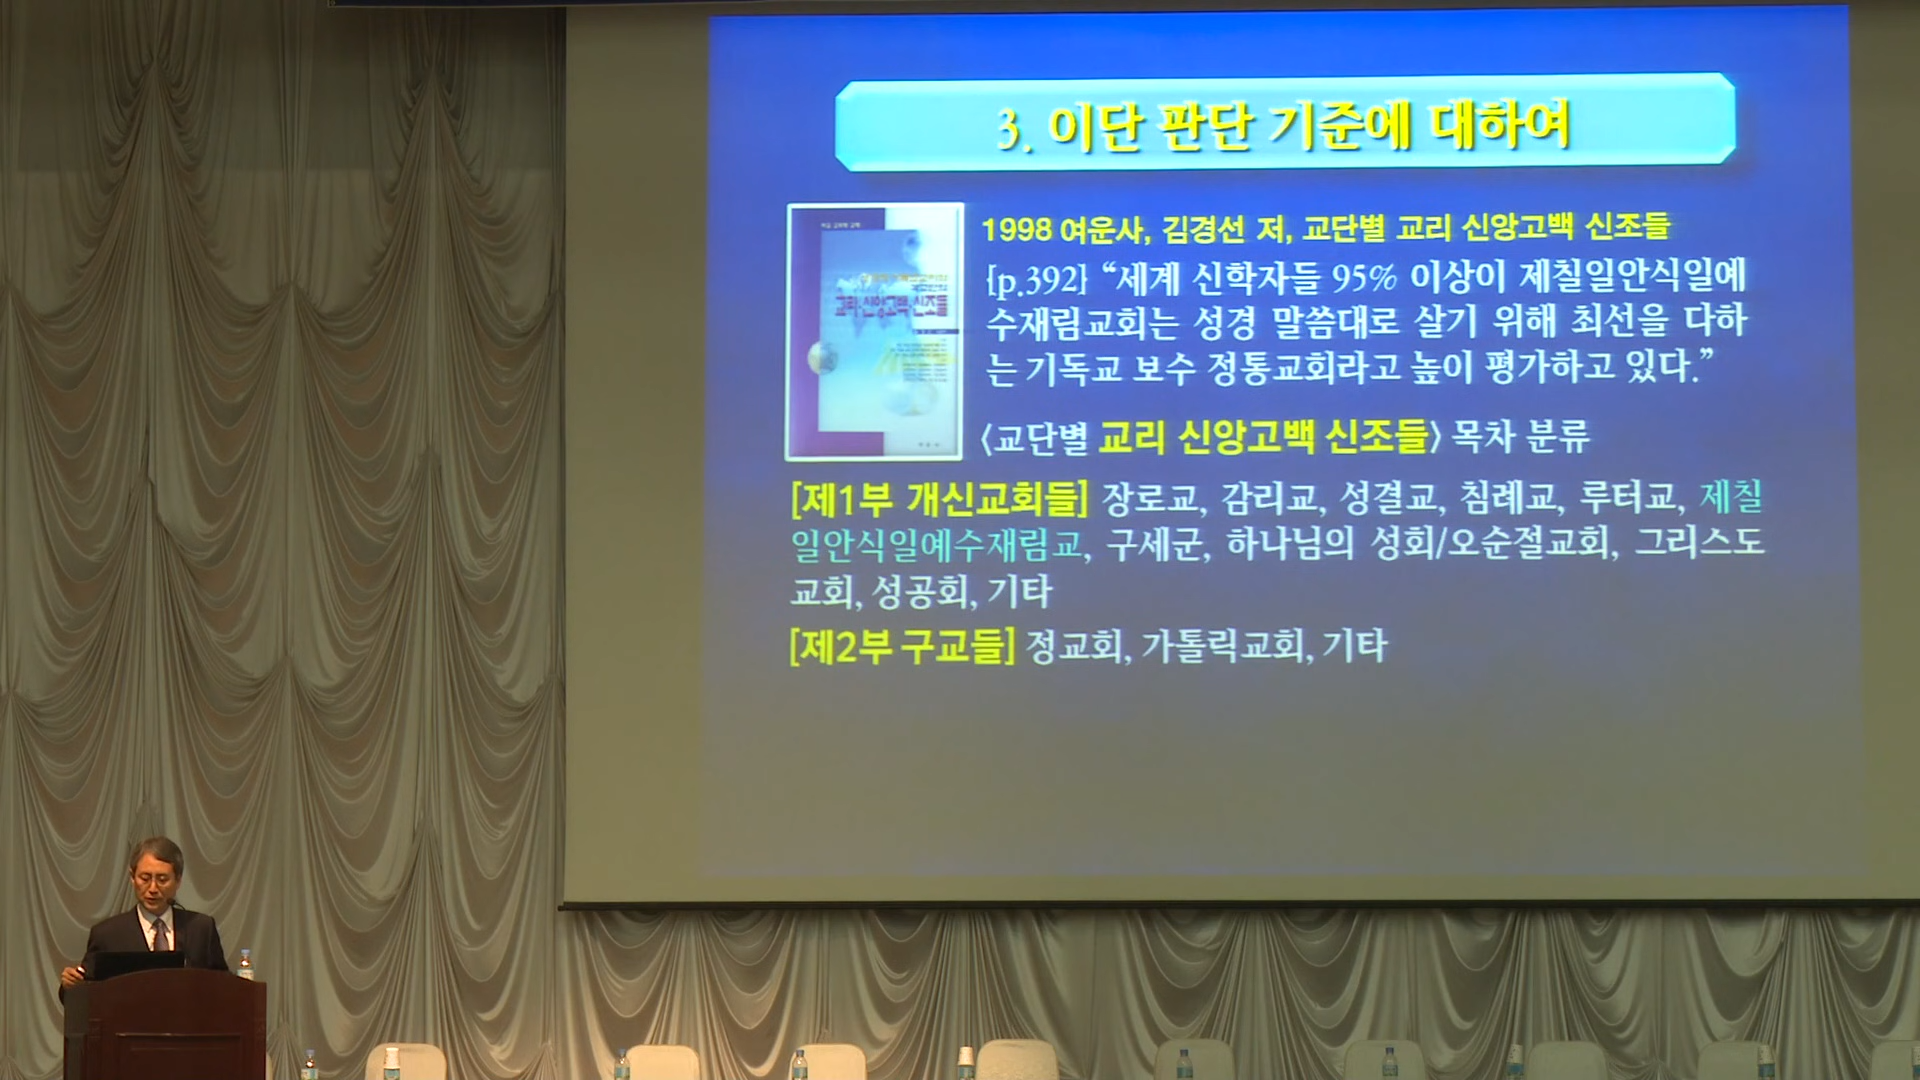 3. 이단 판단 기준에 대하여
1998 여운사, 김경선 저, 교단별 교리 신앙고백 신조들
{p.392} “세계 신학자들 95% 이상이 제칠일안식일예
수재림교회는 성경 말씀대로 살기 위해 최선을 다하
는 기독교 보수 정통교회라고 높이 평가하고 있다.”
교리·신앙고백·신조들
〈교단별 교리 신앙고백 신조들〉 목차 분류
[제1부 개신교회들] 장로교, 감리교, 성결교, 침례교, 루터교, 제칠
일안식일예수재림교, 구세군, 하나님의 성회/오순절교회, 그리스도
교회, 성공회, 기타
[제2부 구교들] 정교회, 가톨릭교회, 기타